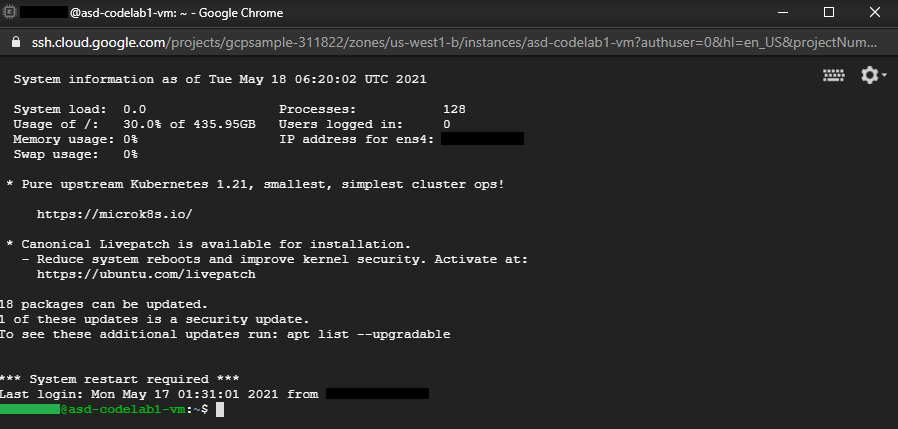 @asd-codelab1-vm: ~ - Google Chrome
ssh.cloud.google.com/projects/gcpsample-311822/zones/us-west1-b/instances/asd-codelab1-vm?authuser=0&hl=en_US&projectNum...
System information as of Tue May 18 06:20:02 UTC 2021
System load: 0.0 Processes: 128
Usage of /: 30.0% of 435.95GB Users logged in: 0
Memory usage: 0% IP address for ens4:
Swap usage: 0%
* Pure upstream Kubernetes 1.21, smallest, simplest cluster ops!
https://microk8s.io/
* Canonical Livepatch is available for installation.
- Reduce system reboots and improve kernel security. Activate at:
https://ubuntu.com/livepatch
18 packages can be updated.
1 of these updates is a security update.
To see these additional updates run: apt list --upgradable
*** System restart required ***
Last login: Mon May 17 01:31:01 2021 from
@asd-codelab1-vm:~$